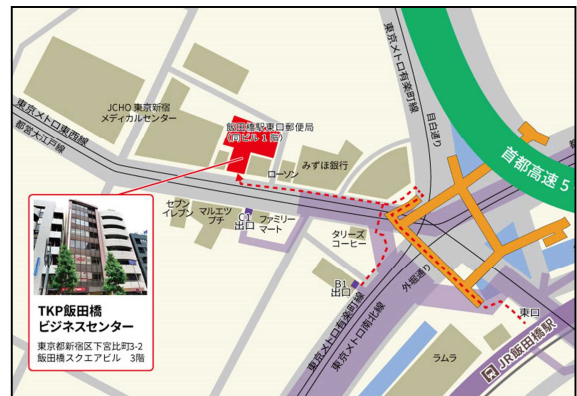 東京メトロ有楽町線
目白通り
首都高速 5
JCHO 東京新宿
メディカルセンター
東京メトロ東西線
都営大江戸線
飯田橋駅東口郵便局
(同ビル 1 階)
みずほ銀行
ローソン
セブン
イレブン
マルエツ
プチ
C1
出口
ファミリー
マート
タリーズ
コーヒー
B1
出口
外堀通り
東京メトロ有楽町線
東京メトロ南北線
東口
JR飯田橋駅
ラムラ
都
TKP飯田橋
ビジネスセンター
東京都新宿区下宮比町3-2
飯田橋スクエアビル 3階